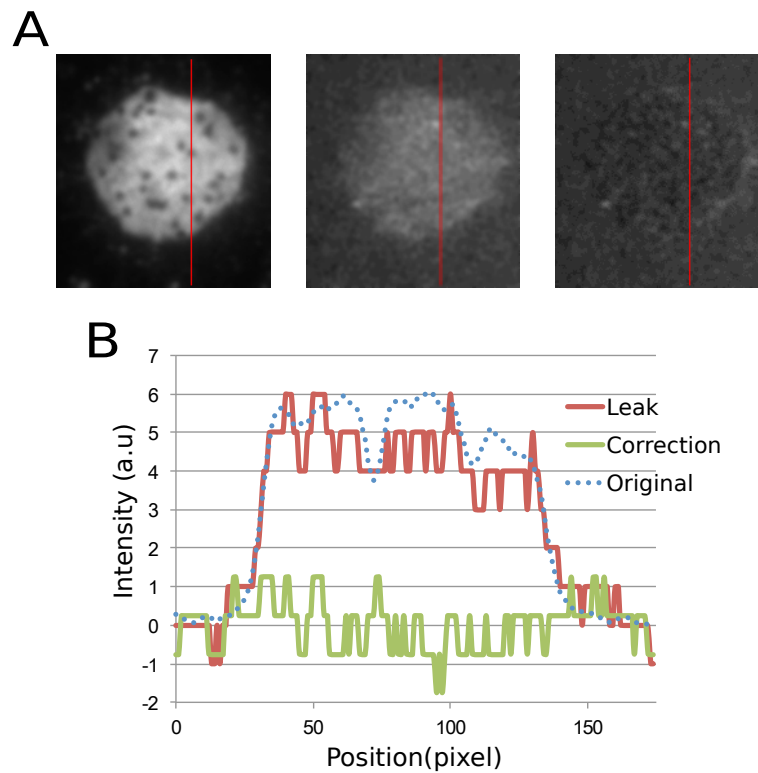 A
B
7
6
5
4
3
2
1
0
-1
-2
Intensity (a.u)
Leak
Correction
Original
0 50 100 150
Position(pixel)